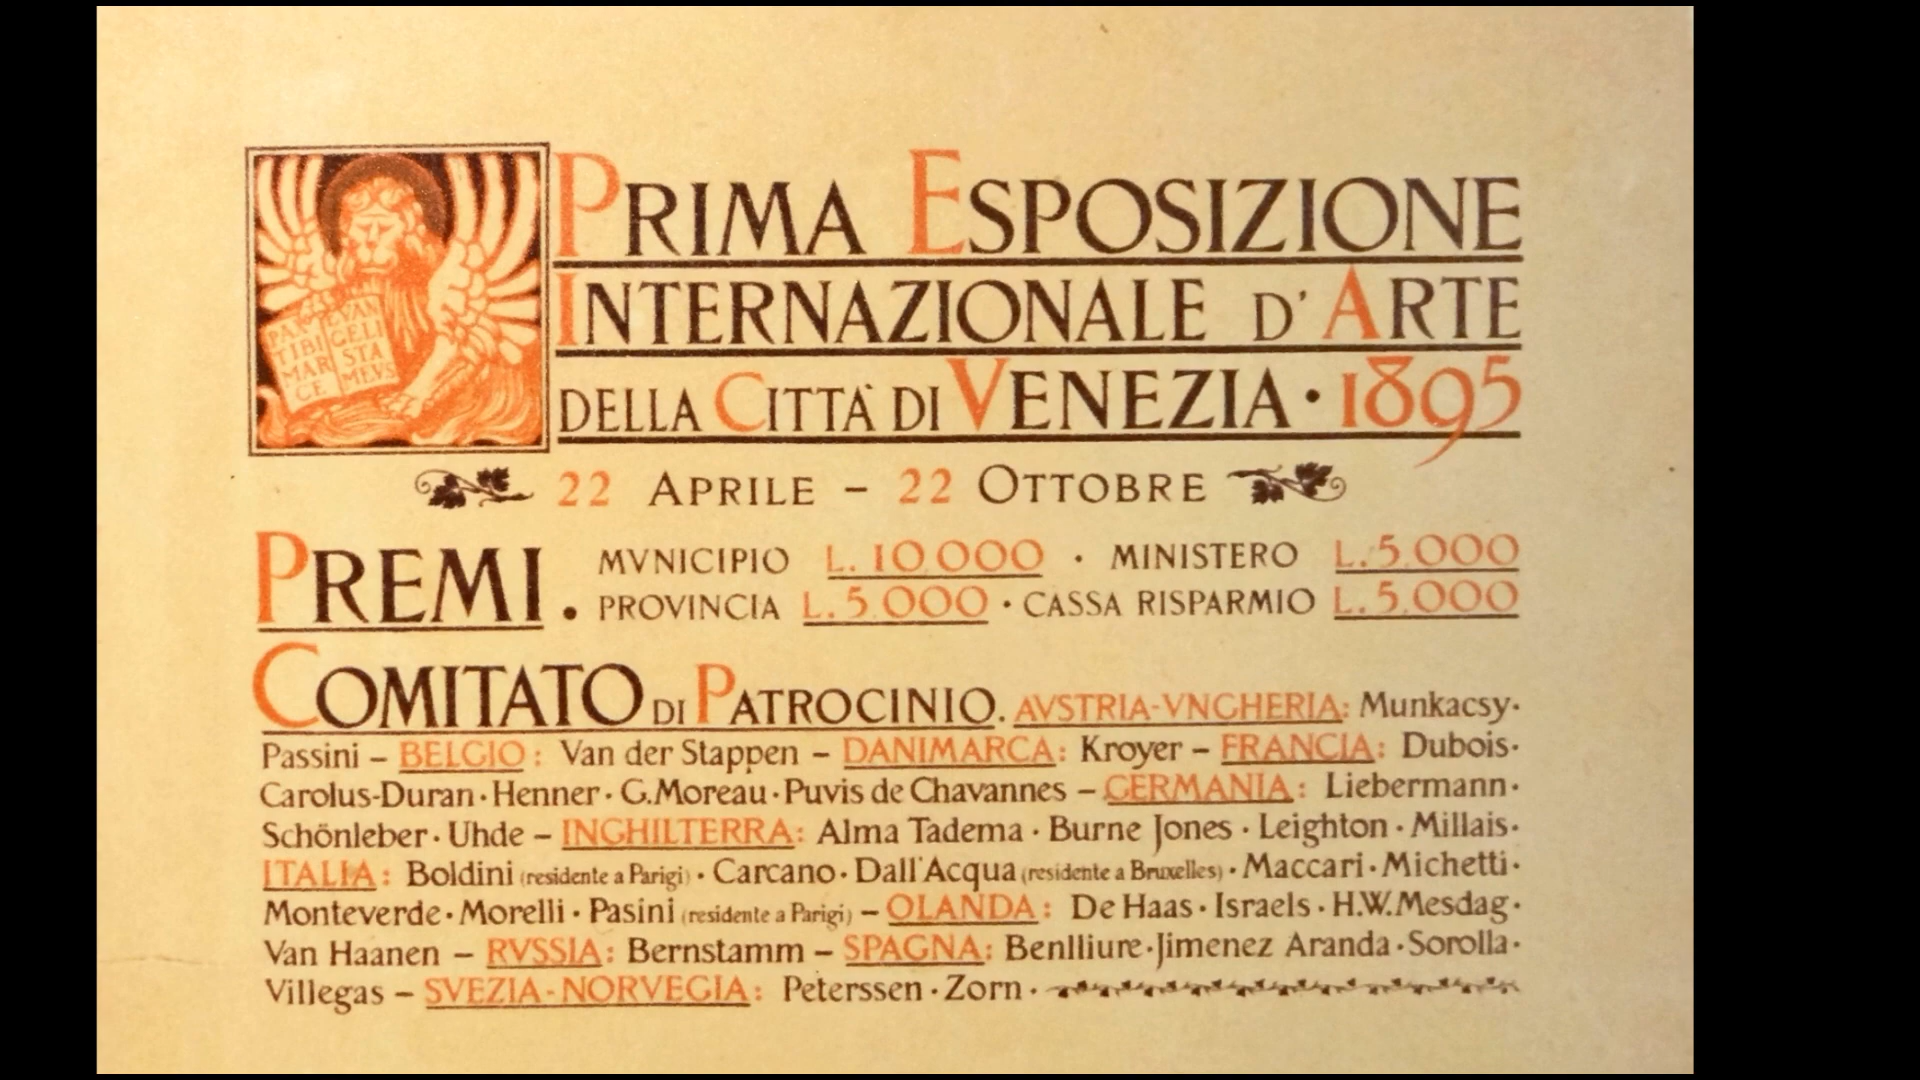 PAX EVAN
TIBI GELI
MAR STA
CE MEVS
PRIMA ESPOSIZIONE
INTERNAZIONALE D'ARTE
DELLA CITTÀ DI VENEZIA · 1895
22 APRILE – 22 OTTOBRE
PREMI. MVNICIPIO L. 10.000 · MINISTERO L. 5.000
PROVINCIA L. 5.000 · CASSA RISPARMIO L. 5.000
COMITATO DI PATROCINIO. AVSTRIA-VNGHERIA: Munkacsy·
Passini – BELGIO: Van der Stappen – DANIMARCA: Kroyer – FRANCIA: Dubois·
Carolus-Duran · Henner · G. Moreau · Puvis de Chavannes – GERMANIA: Liebermann·
Schönleber · Uhde – INGHILTERRA: Alma Tadema · Burne Jones · Leighton · Millais·
ITALIA: Boldini (residente a Parigi) · Carcano · Dall'Acqua (residente a Bruxelles) · Maccari · Michetti·
Monteverde · Morelli · Pasini (residente a Parigi) – OLANDA: De Haas · Israels · H.W. Mesdag·
Van Haanen – RVSSIA: Bernstamm – SPAGNA: Benlliure · Jimenez Aranda · Sorolla·
Villegas – SVEZIA-NORVEGIA: Peterssen · Zorn ·